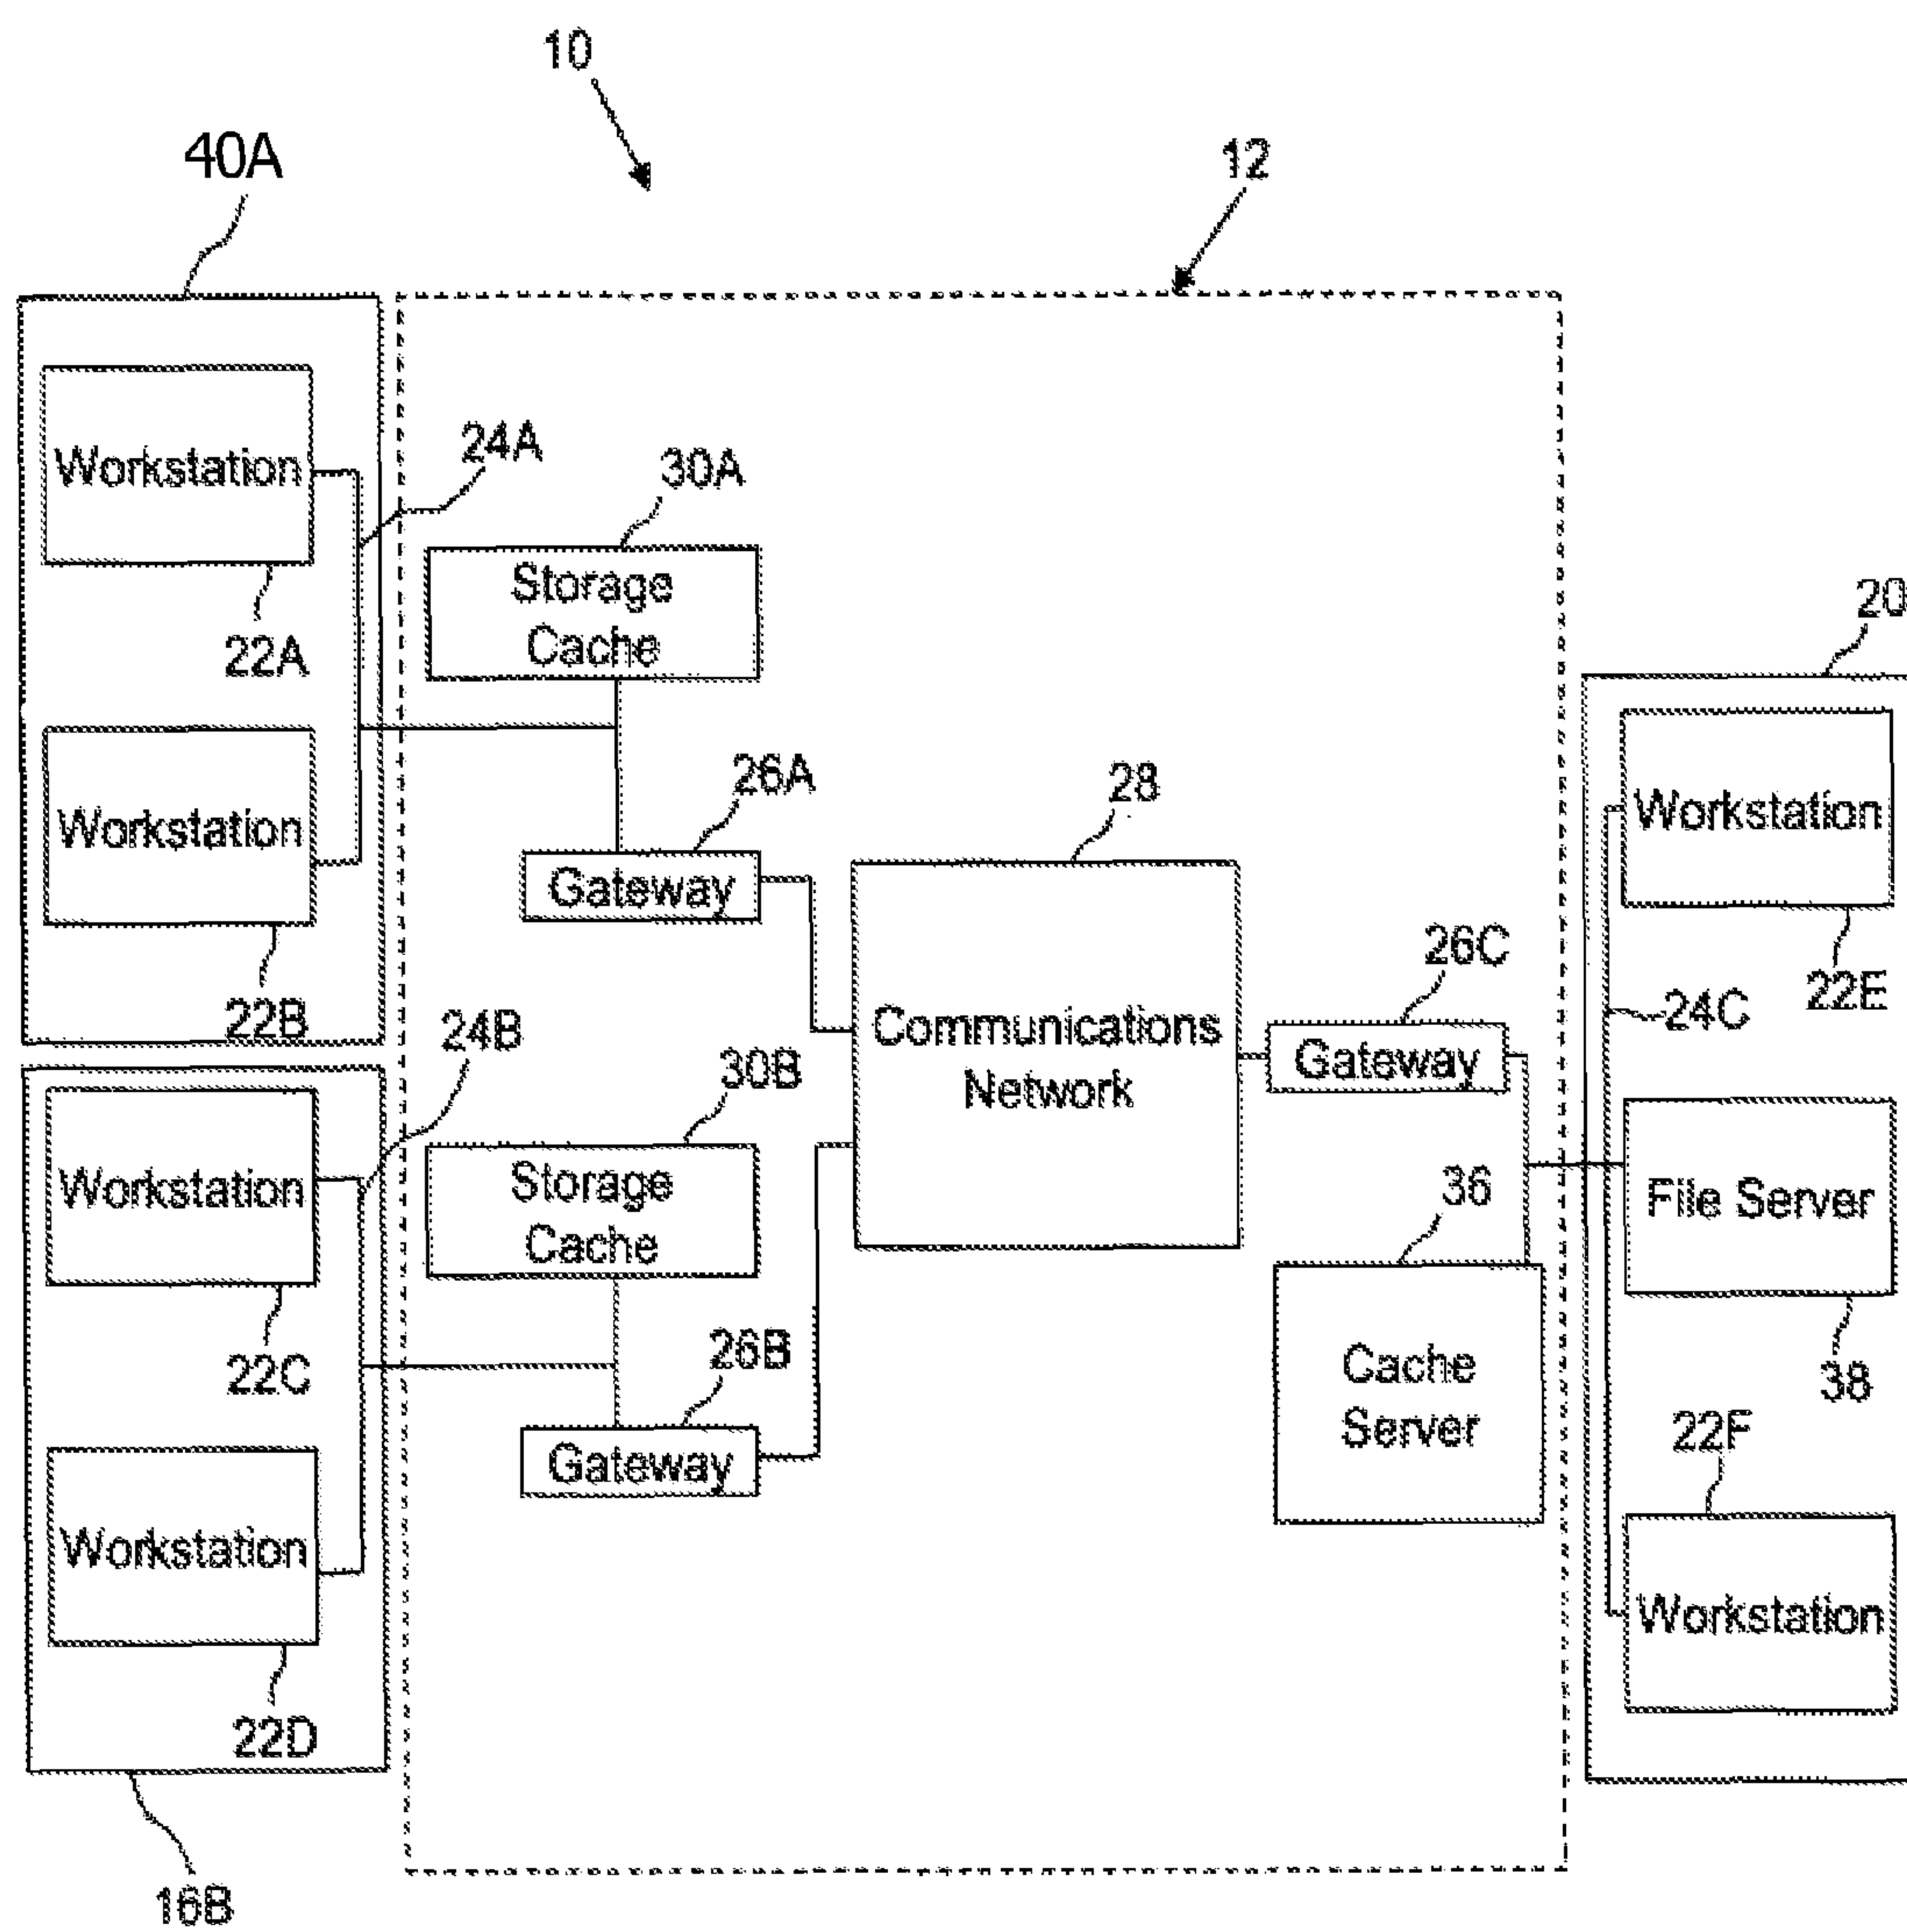 10
12
40A
Workstation
24A
30A
Storage
Cache
22A
20
Workstation
26A
28
Workstation
Gateway
22B
24B
26C
24C
22E
Communications
Network
Gateway
30B
Workstation
Storage
Cache
36
File Server
22C
26B
Cache
Server
38
22F
Gateway
Workstation
Workstation
22D
16B